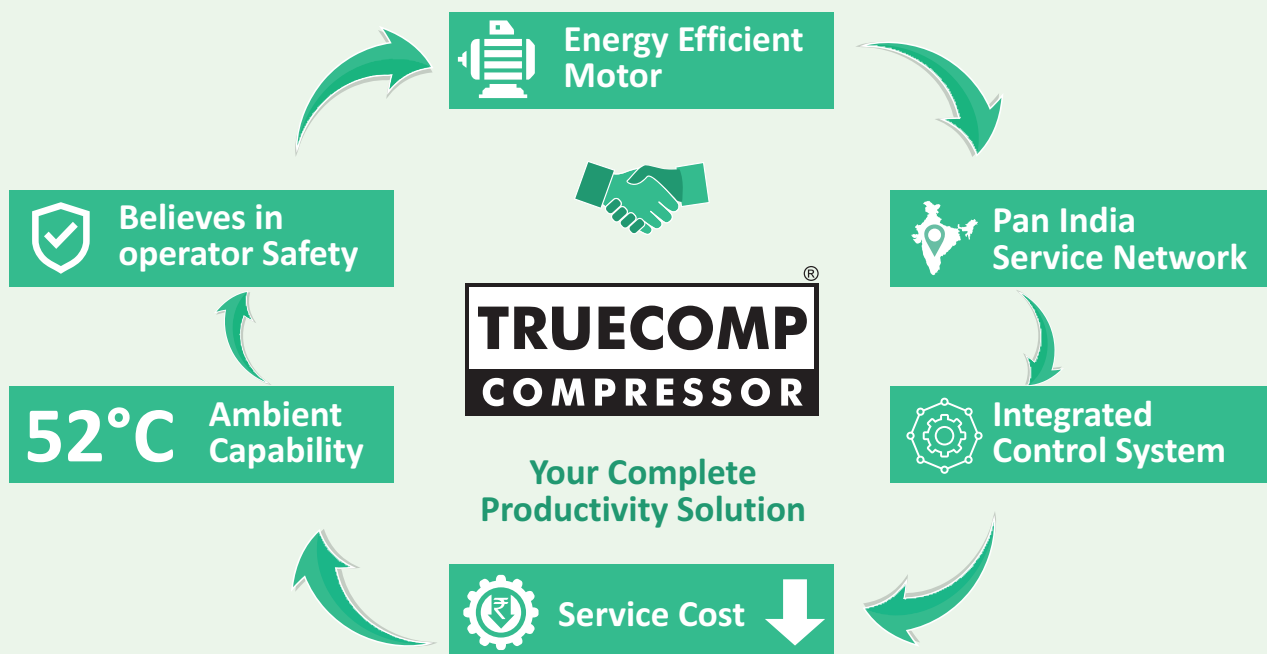 Energy Efficient
Motor
Believes in
operator Safety
Pan India
Service Network
®
TRUECOMP
COMPRESSOR
52°C
Ambient
Capability
Integrated
Control System
Your Complete
Productivity Solution
₹
Service Cost